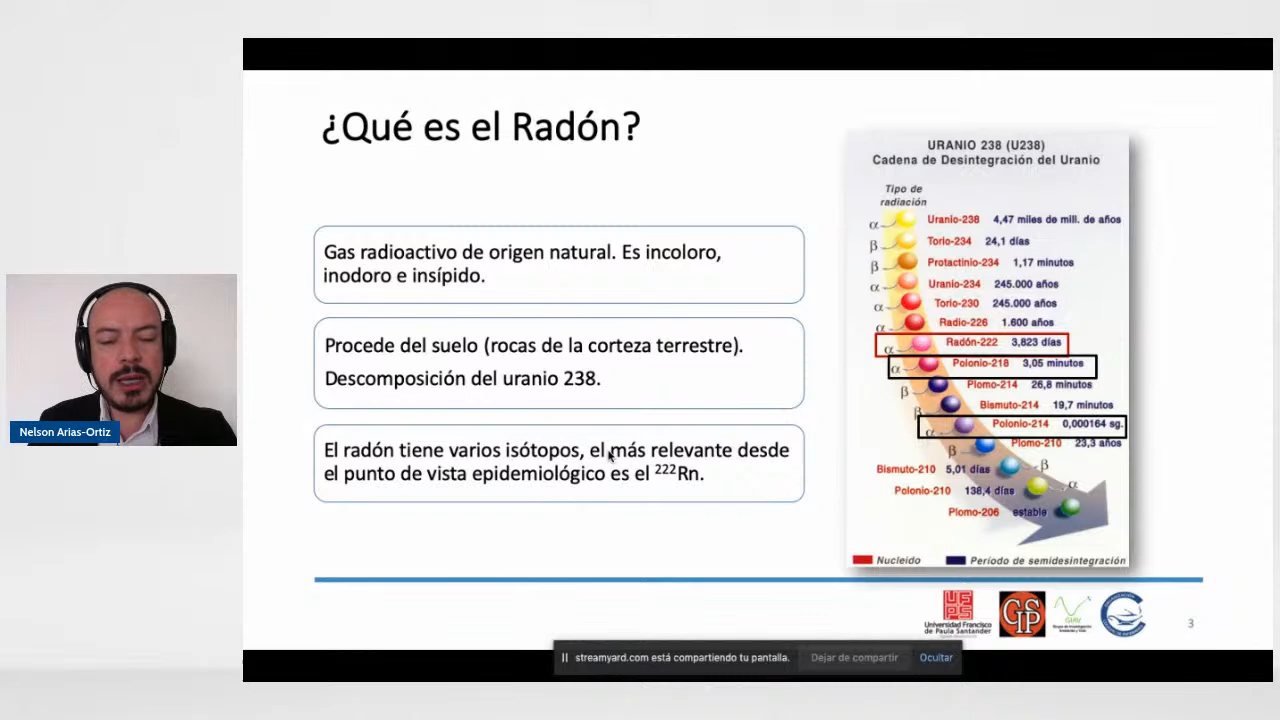 ¿Qué es el Radón?
Gas radioactivo de origen natural. Es incoloro,
inodoro e insípido.
Procede del suelo (rocas de la corteza terrestre).
Descomposición del uranio 238.
El radón tiene varios isótopos, el más relevante desde
el punto de vista epidemiológico es el ²²²Rn.
URANIO 238 (U238)
Cadena de Desintegración del Uranio
Tipo de
radiación
α Uranio-238 4,47 miles de mill. de años
β Torio-234 24,1 días
β Protactinio-234 1,17 minutos
α Uranio-234 245.000 años
α Torio-230 245.000 años
α Radio-226 1.600 años
α Radón-222 3,823 días
α Polonio-218 3,05 minutos
β Plomo-214 26,8 minutos
β Bismuto-214 19,7 minutos
α Polonio-214 0,000164 sg.
β Plomo-210 23,3 años
Bismuto-210 5,01 días β
Polonio-210 138,4 días α
Plomo-206 estable
Nucleido Período de semidesintegración
Nelson Arias-Ortiz
UFPS
Universidad Francisco
de Paula Santander
GIAV
3
streamyard.com está compartiendo tu pantalla. Dejar de compartir Ocultar